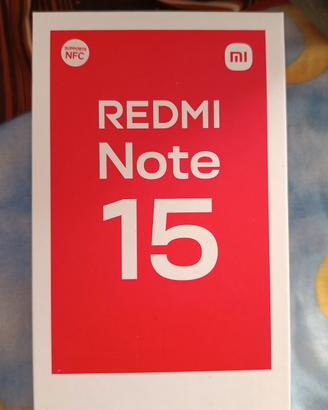 SUPPORTS
NFC
mi
REDMI
Note
15